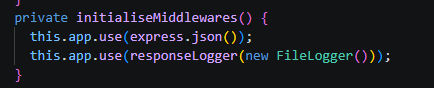 }
private initialiseMiddlewares() {
this.app.use(express.json());
this.app.use(responseLogger(new FileLogger()));
}